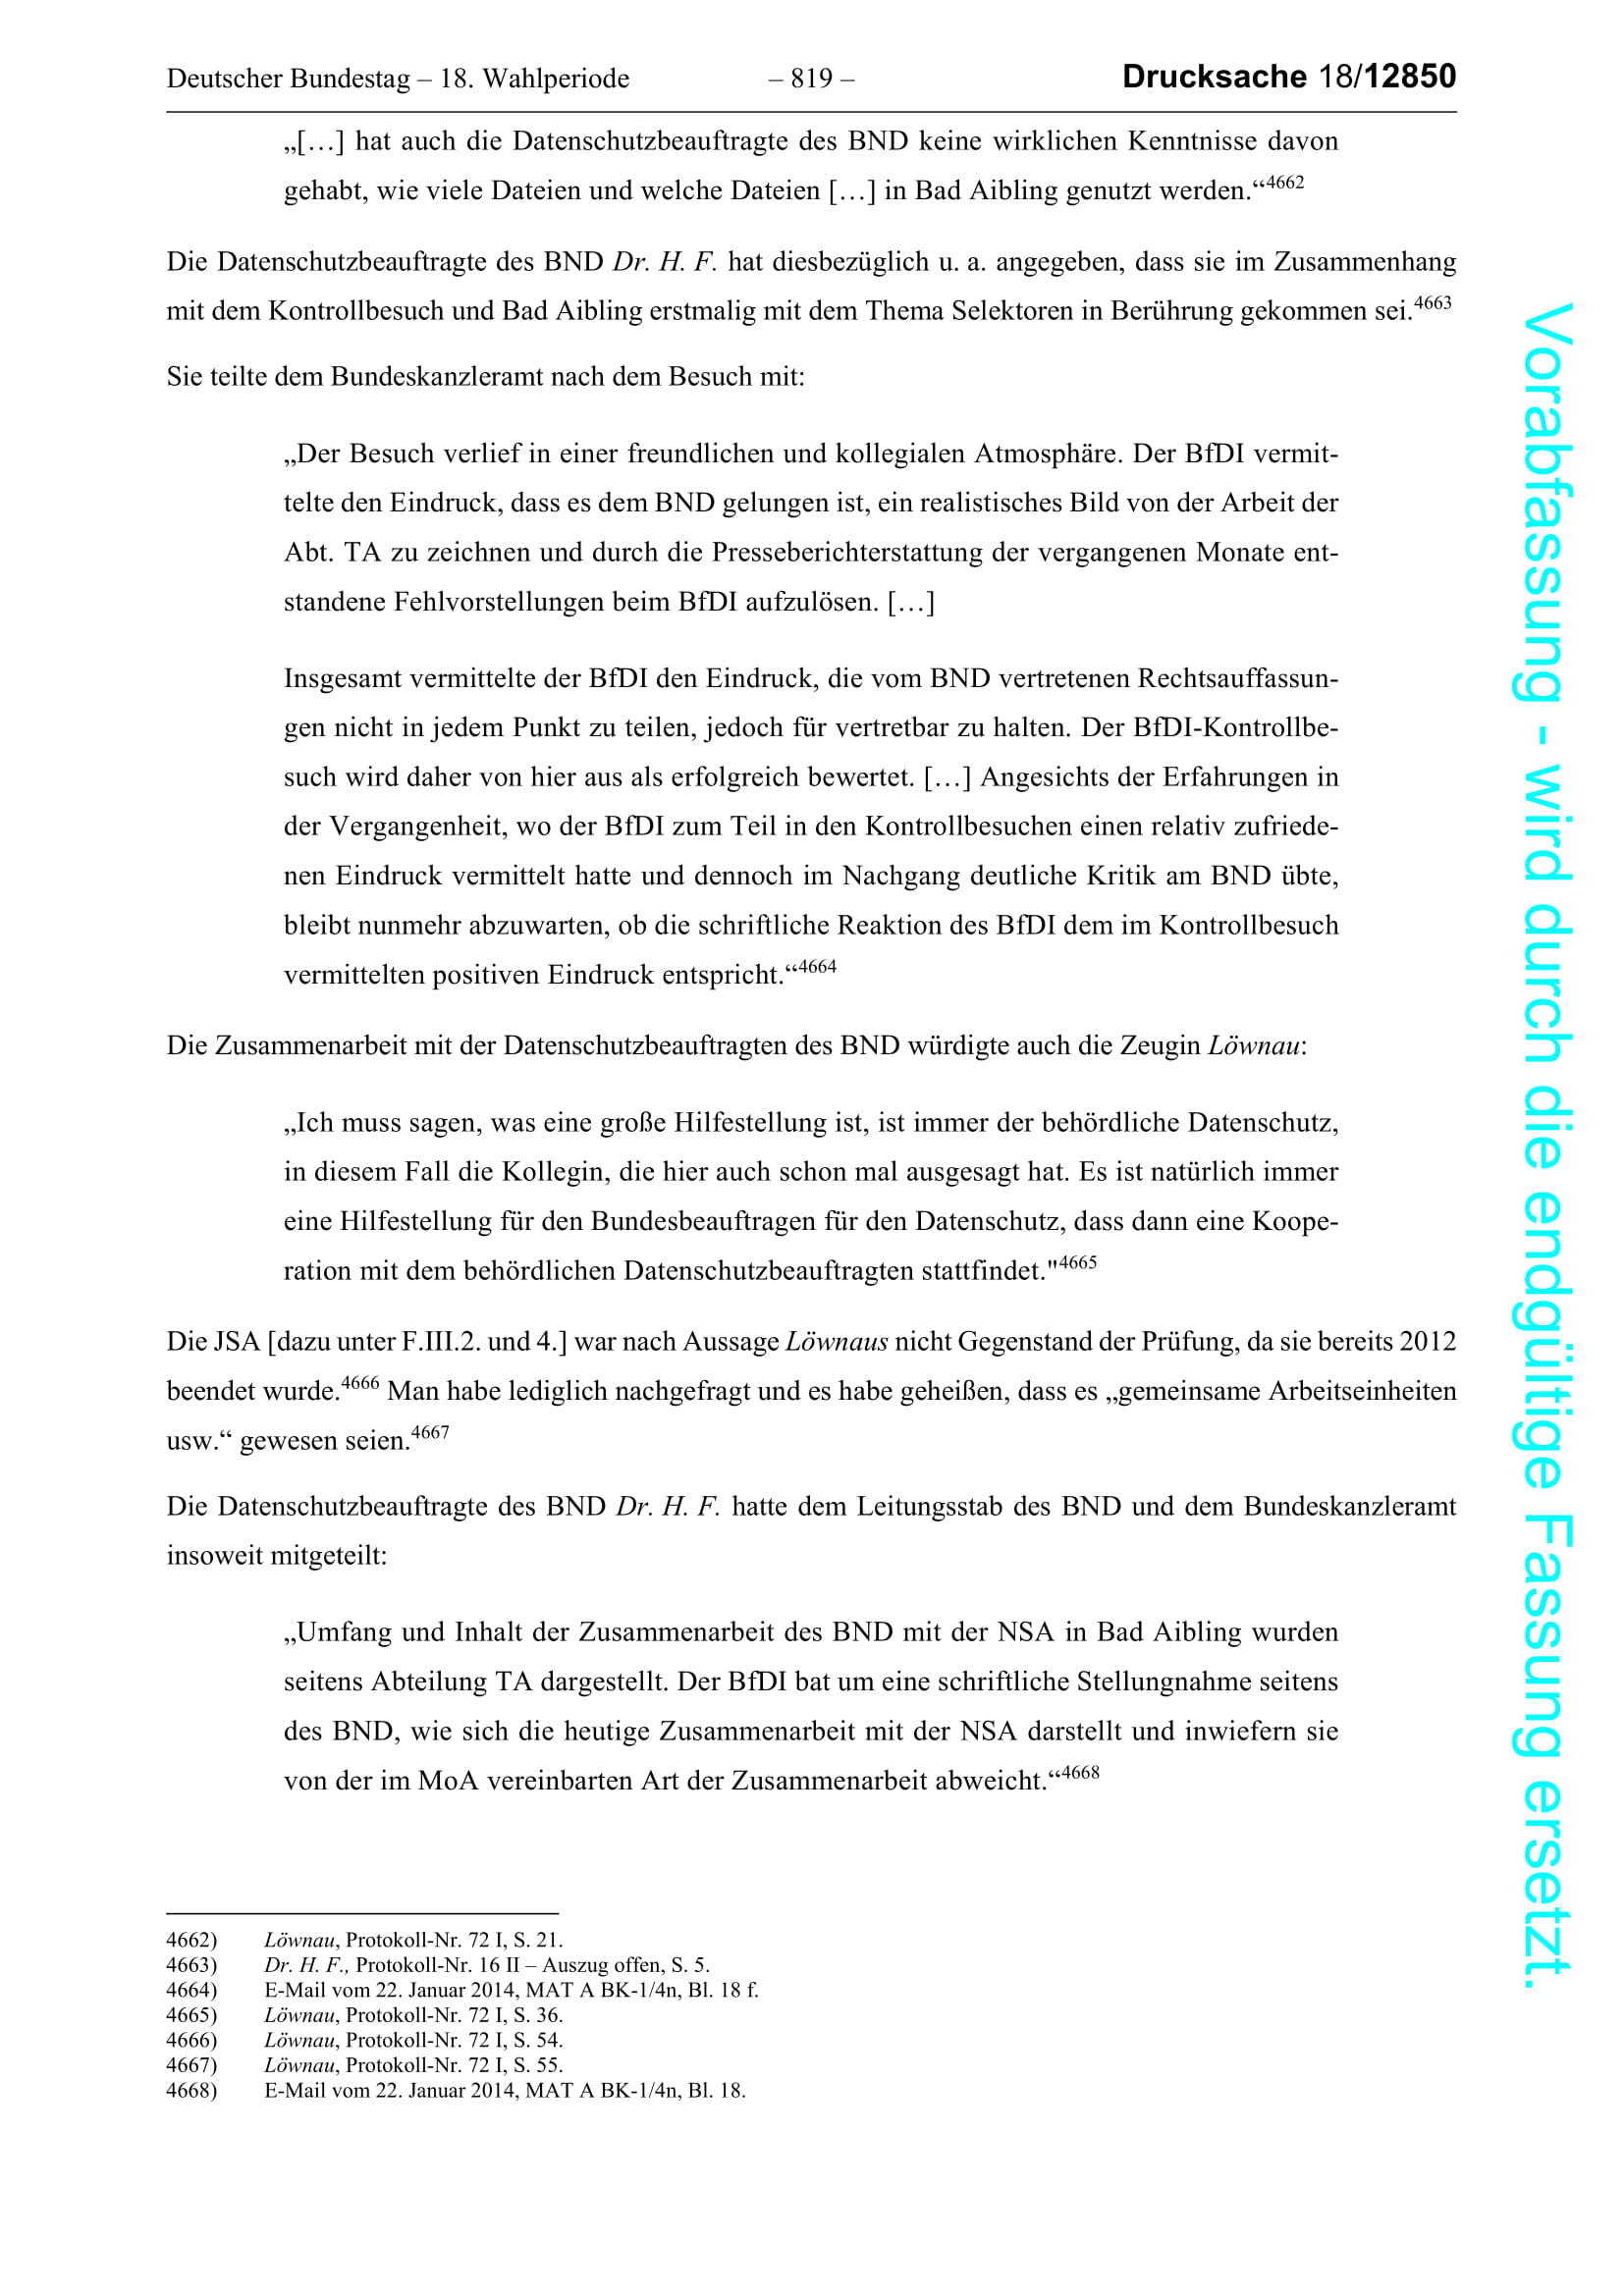 Deutscher Bundestag – 18. Wahlperiode – 819 – Drucksache 18/12850
„[…] hat auch die Datenschutzbeauftragte des BND keine wirklichen Kenntnisse davon
gehabt, wie viele Dateien und welche Dateien […] in Bad Aibling genutzt werden.“4662
Die Datenschutzbeauftragte des BND Dr. H. F. hat diesbezüglich u. a. angegeben, dass sie im Zusammenhang
mit dem Kontrollbesuch und Bad Aibling erstmalig mit dem Thema Selektoren in Berührung gekommen sei.4663
Sie teilte dem Bundeskanzleramt nach dem Besuch mit:
„Der Besuch verlief in einer freundlichen und kollegialen Atmosphäre. Der BfDI vermit-
telte den Eindruck, dass es dem BND gelungen ist, ein realistisches Bild von der Arbeit der
Abt. TA zu zeichnen und durch die Presseberichterstattung der vergangenen Monate ent-
standene Fehlvorstellungen beim BfDI aufzulösen. […]
Insgesamt vermittelte der BfDI den Eindruck, die vom BND vertretenen Rechtsauffassun-
gen nicht in jedem Punkt zu teilen, jedoch für vertretbar zu halten. Der BfDI-Kontrollbe-
such wird daher von hier aus als erfolgreich bewertet. […] Angesichts der Erfahrungen in
der Vergangenheit, wo der BfDI zum Teil in den Kontrollbesuchen einen relativ zufriede-
nen Eindruck vermittelt hatte und dennoch im Nachgang deutliche Kritik am BND übte,
bleibt nunmehr abzuwarten, ob die schriftliche Reaktion des BfDI dem im Kontrollbesuch
vermittelten positiven Eindruck entspricht.“4664
Die Zusammenarbeit mit der Datenschutzbeauftragten des BND würdigte auch die Zeugin Löwnau:
„Ich muss sagen, was eine große Hilfestellung ist, ist immer der behördliche Datenschutz,
in diesem Fall die Kollegin, die hier auch schon mal ausgesagt hat. Es ist natürlich immer
eine Hilfestellung für den Bundesbeauftragen für den Datenschutz, dass dann eine Koope-
ration mit dem behördlichen Datenschutzbeauftragten stattfindet."4665
Die JSA [dazu unter F.III.2. und 4.] war nach Aussage Löwnaus nicht Gegenstand der Prüfung, da sie bereits 2012
beendet wurde.4666 Man habe lediglich nachgefragt und es habe geheißen, dass es „gemeinsame Arbeitseinheiten
usw.“ gewesen seien.4667
Die Datenschutzbeauftragte des BND Dr. H. F. hatte dem Leitungsstab des BND und dem Bundeskanzleramt
insoweit mitgeteilt:
„Umfang und Inhalt der Zusammenarbeit des BND mit der NSA in Bad Aibling wurden
seitens Abteilung TA dargestellt. Der BfDI bat um eine schriftliche Stellungnahme seitens
des BND, wie sich die heutige Zusammenarbeit mit der NSA darstellt und inwiefern sie
von der im MoA vereinbarten Art der Zusammenarbeit abweicht.“4668
4662) Löwnau, Protokoll-Nr. 72 I, S. 21.
4663) Dr. H. F., Protokoll-Nr. 16 II – Auszug offen, S. 5.
4664) E-Mail vom 22. Januar 2014, MAT A BK-1/4n, Bl. 18 f.
4665) Löwnau, Protokoll-Nr. 72 I, S. 36.
4666) Löwnau, Protokoll-Nr. 72 I, S. 54.
4667) Löwnau, Protokoll-Nr. 72 I, S. 55.
4668) E-Mail vom 22. Januar 2014, MAT A BK-1/4n, Bl. 18.
Vorabfassung - wird durch die endgültige Fassung ersetzt.